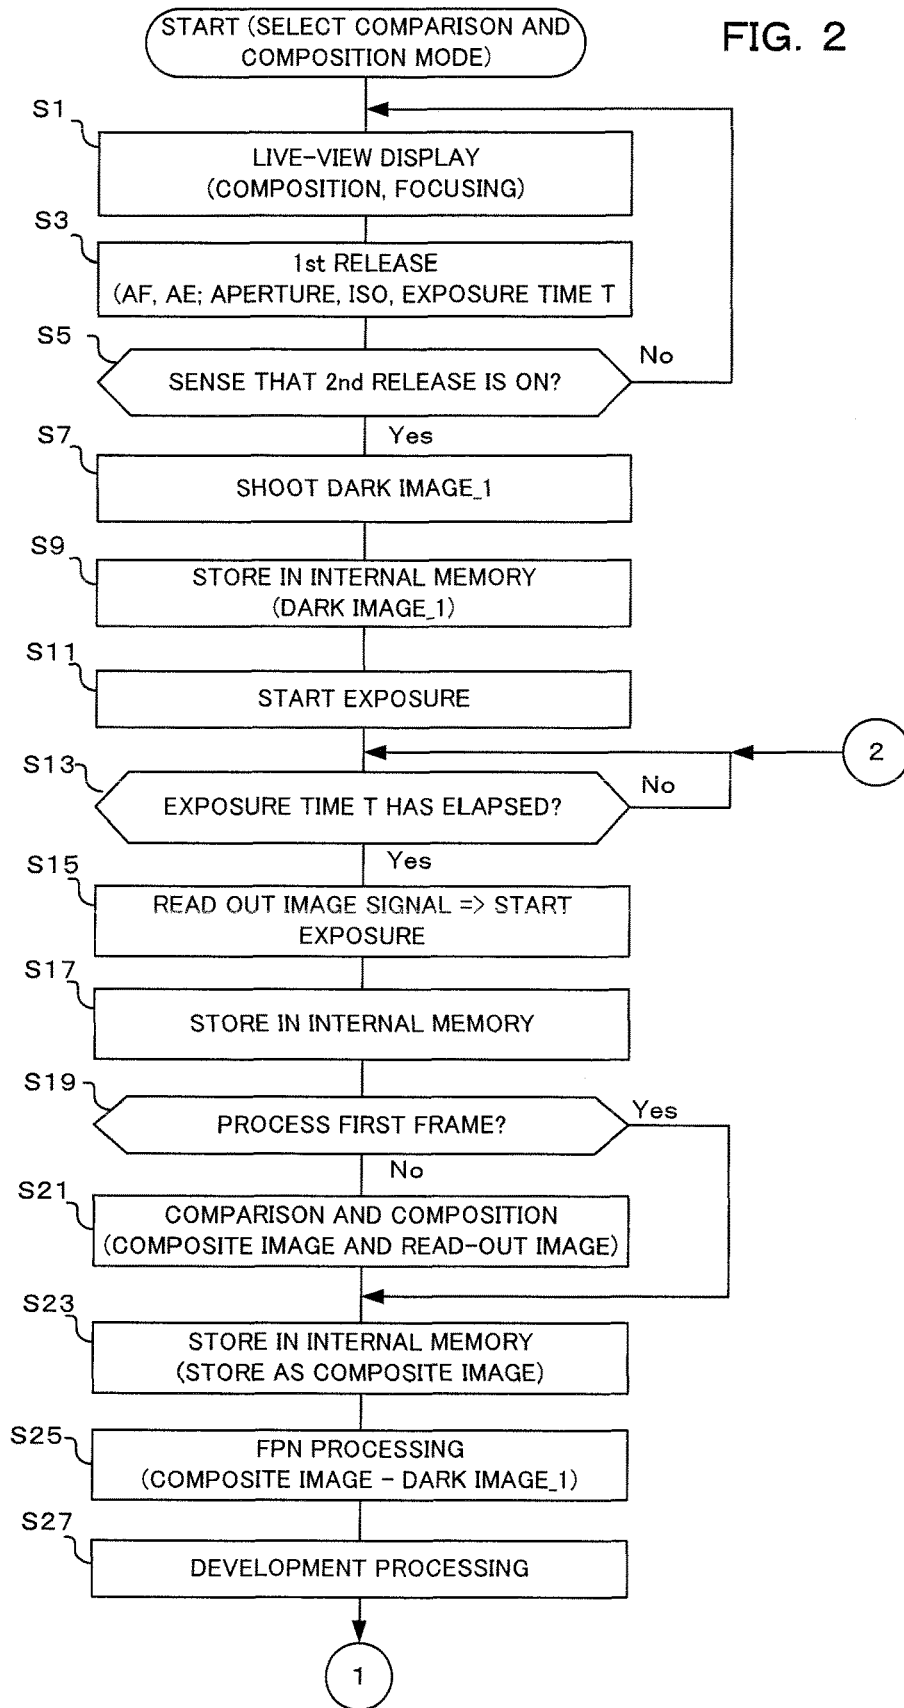 START (SELECT COMPARISON AND
COMPOSITION MODE)
FIG. 2
S1
LIVE-VIEW DISPLAY
(COMPOSITION, FOCUSING)
S3
1st RELEASE
(AF, AE; APERTURE, ISO, EXPOSURE TIME T
S5
SENSE THAT 2nd RELEASE IS ON?
No
Yes
S7
SHOOT DARK IMAGE_1
S9
STORE IN INTERNAL MEMORY
(DARK IMAGE_1)
S11
START EXPOSURE
2
S13
EXPOSURE TIME T HAS ELAPSED?
No
Yes
S15
READ OUT IMAGE SIGNAL => START
EXPOSURE
S17
STORE IN INTERNAL MEMORY
S19
PROCESS FIRST FRAME?
Yes
No
S21
COMPARISON AND COMPOSITION
(COMPOSITE IMAGE AND READ-OUT IMAGE)
S23
STORE IN INTERNAL MEMORY
(STORE AS COMPOSITE IMAGE)
S25
FPN PROCESSING
(COMPOSITE IMAGE - DARK IMAGE_1)
S27
DEVELOPMENT PROCESSING
1